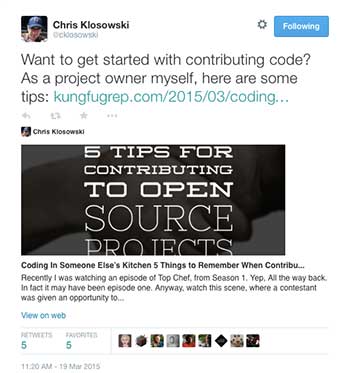 Chris Klosowski
@cklosowski
Following
Want to get started with contributing code?
As a project owner myself, here are some
tips: kungfugrep.com/2015/03/coding…
Chris Klosowski
5 TIPS FOR
CONTRIBUTING
TO OPEN
SOURCE
PROJECTS
Coding In Someone Else's Kitchen 5 Things to Remember When Contribu...
Recently I was watching an episode of Top Chef, from Season 1. Yep, All the way back.
In fact it may have been episode one. Anyway, watch this scene, where a contestant
was given an opportunity to...
View on web
RETWEETS FAVORITES
5 5
11:20 AM - 19 Mar 2015